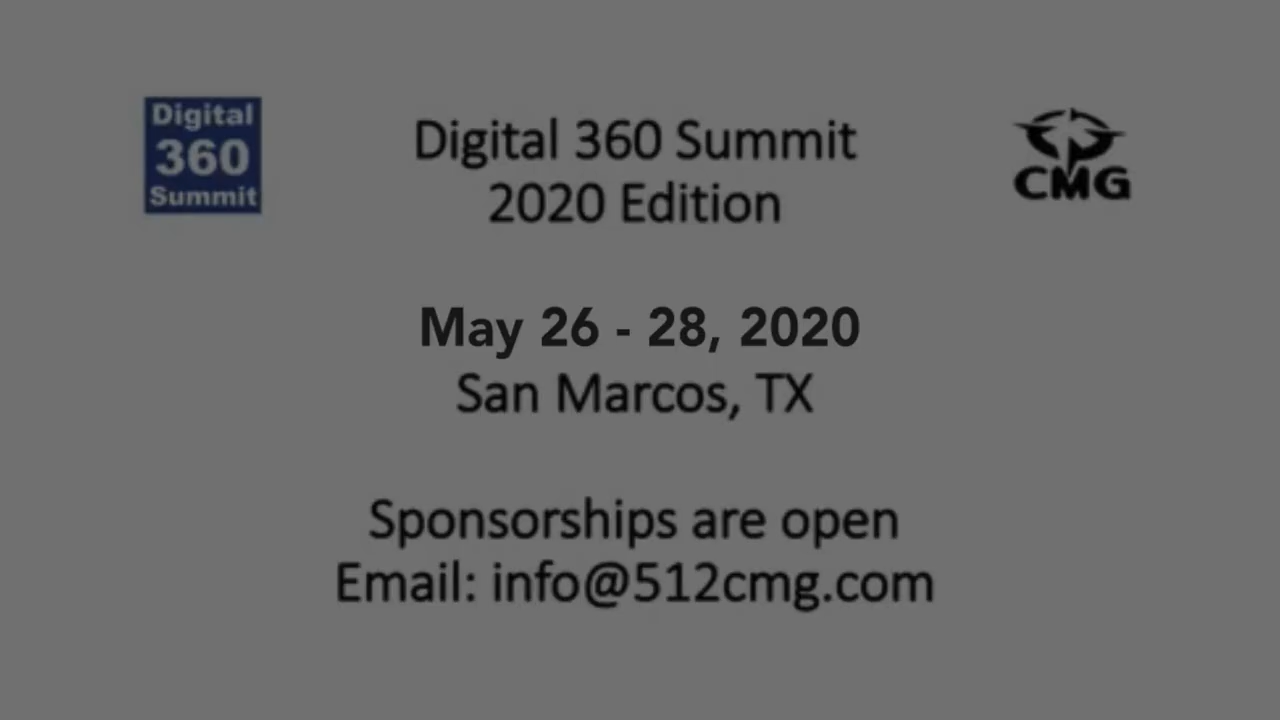 Digital
360
Summit
Digital 360 Summit
2020 Edition
CMG
May 26 - 28, 2020
San Marcos, TX
Sponsorships are open
Email: info@512cmg.com